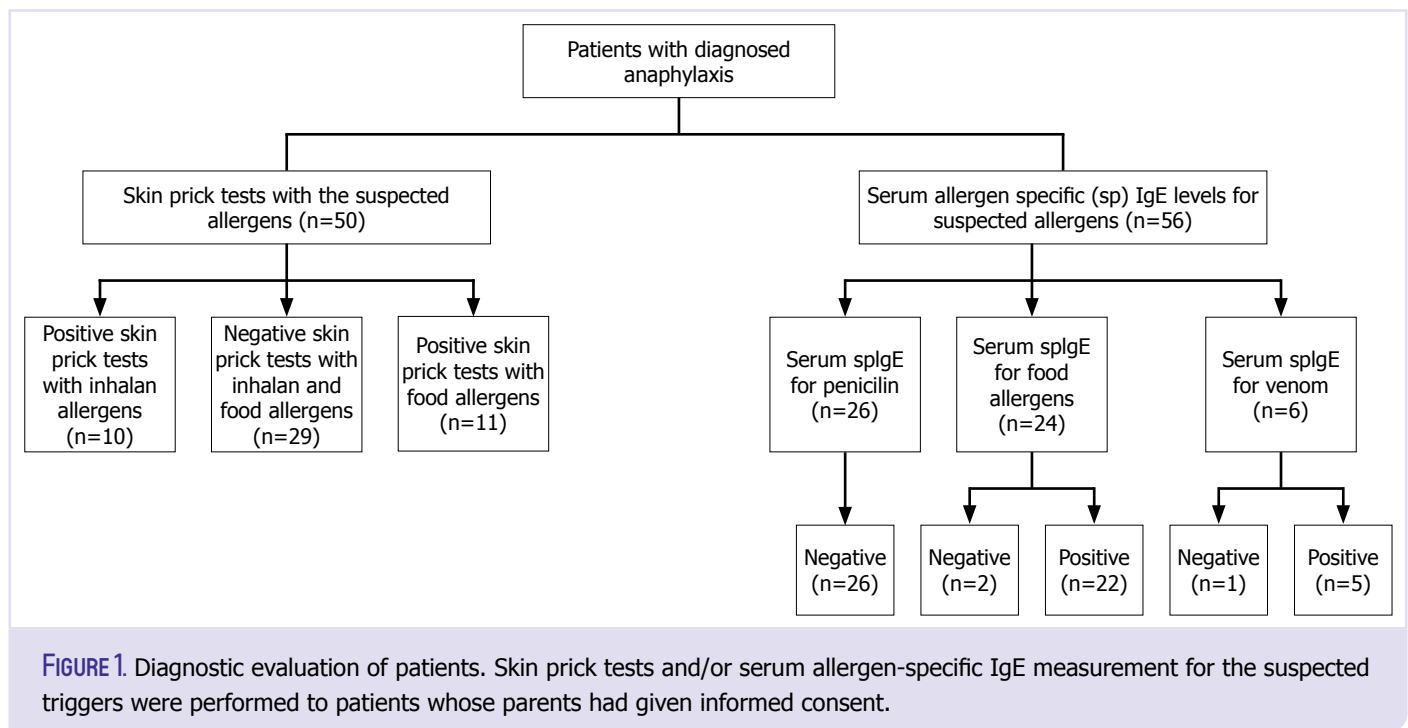 Patients with diagnosed
anaphylaxis
Skin prick tests with the suspected
allergens (n=50)
Serum allergen specific (sp) IgE levels for
suspected allergens (n=56)
Positive skin
prick tests
with inhalan
allergens
(n=10)
Negative skin
prick tests with
inhalan and
food allergens
(n=29)
Positive skin
prick tests with
food allergens
(n=11)
Serum spIgE
for penicilin
(n=26)
Serum spIgE
for food
allergens
(n=24)
Serum spIgE
for venom
(n=6)
Negative
(n=26)
Negative
(n=2)
Positive
(n=22)
Negative
(n=1)
Positive
(n=5)
FIGURE 1. Diagnostic evaluation of patients. Skin prick tests and/or serum allergen-specific IgE measurement for the suspected
triggers were performed to patients whose parents had given informed consent.